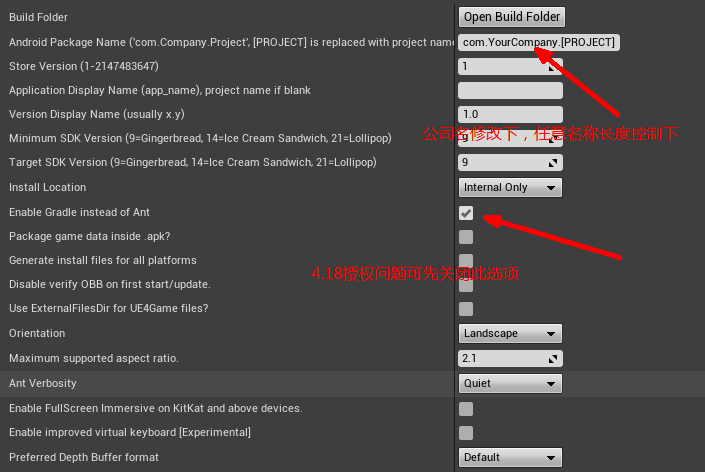 Build Folder
Open Build Folder
Android Package Name ('com.Company.Project', [PROJECT] is replaced with project name
com.YourCompany.[PROJECT]
Store Version (1-2147483647)
1
Application Display Name (app_name), project name if blank
Version Display Name (usually x.y)
1.0
公司名修改下，任意名称长度控制下
Minimum SDK Version (9=Gingerbread, 14=Ice Cream Sandwich, 21=Lollipop)
9
Target SDK Version (9=Gingerbread, 14=Ice Cream Sandwich, 21=Lollipop)
9
Install Location
Internal Only
Enable Gradle instead of Ant
Package game data inside .apk?
Generate install files for all platforms
4.18授权问题可先关闭此选项
Disable verify OBB on first start/update.
Use ExternalFilesDir for UE4Game files?
Orientation
Landscape
Maximum supported aspect ratio.
2.1
Ant Verbosity
Quiet
Enable FullScreen Immersive on KitKat and above devices.
Enable improved virtual keyboard [Experimental]
Preferred Depth Buffer format
Default